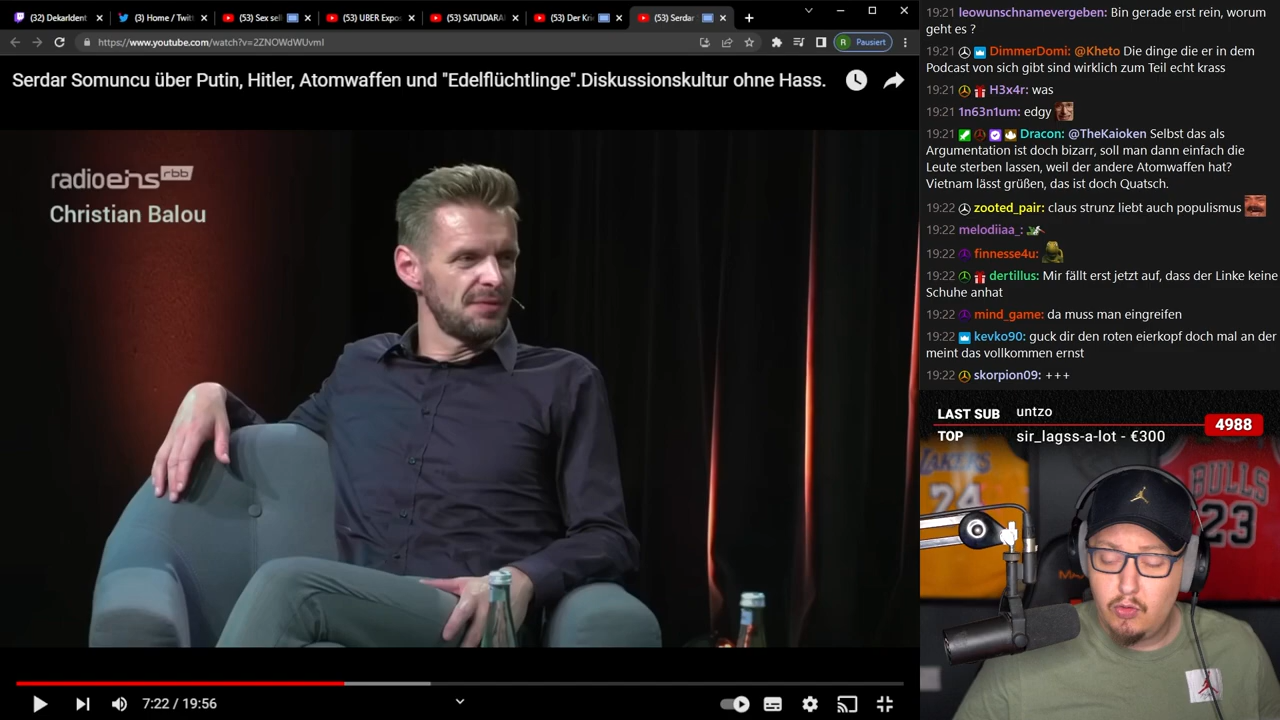 (32) Dekarldent
(3) Home / Twitt
(53) Sex sell
(53) UBER Expos
(53) SATUDARA
(53) Der Kri
(53) Serdar
https://www.youtube.com/watch?v=2ZNOWdWUvmI
R Pausiert
Serdar Somuncu über Putin, Hitler, Atomwaffen und "Edelflüchtlinge".Diskussionskultur ohne Hass.
radioeins rbb
Christian Balou
7:22 / 19:56
19:21 leowunschnamevergeben: Bin gerade erst rein, worum
geht es ?
19:21 DimmerDomi: @Kheto Die dinge die er in dem
Podcast von sich gibt sind wirklich zum Teil echt krass
19:21 H3x4r: was
19:21 1n63n1um: edgy
19:21 Dracon: @TheKaioken Selbst das als
Argumentation ist doch bizarr, soll man dann einfach die
Leute sterben lassen, weil der andere Atomwaffen hat?
Vietnam lässt grüßen, das ist doch Quatsch.
19:22 zooted_pair: claus strunz liebt auch populismus
19:22 melodiiaa_:
19:22 finnesse4u:
19:22 dertillus: Mir fällt erst jetzt auf, dass der Linke keine
Schuhe anhat
19:22 mind_game: da muss man eingreifen
19:22 kevko90: guck dir den roten eierkopf doch mal an der
meint das vollkommen ernst
19:22 skorpion09: +++
LAST SUB untzo
4988
TOP sir_lagss-a-lot - €300
LAKERS
24
BULLS
23